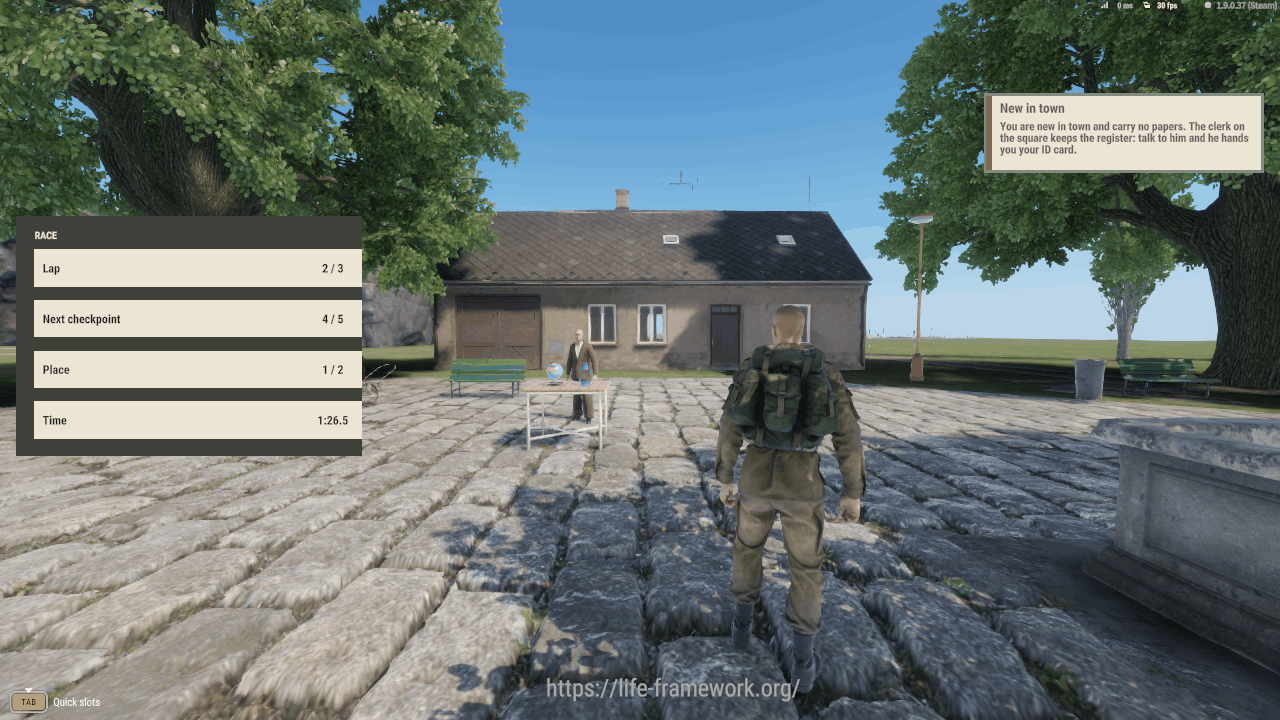 0 ms 30 fps 1.9.0.37 (Steam)
New in town
You are new in town and carry no papers. The clerk on
the square keeps the register: talk to him and he hands
you your ID card.
RACE
Lap 2 / 3
Next checkpoint 4 / 5
Place 1 / 2
Time 1:26.5
https://life-framework.org/
TAB Quick slots